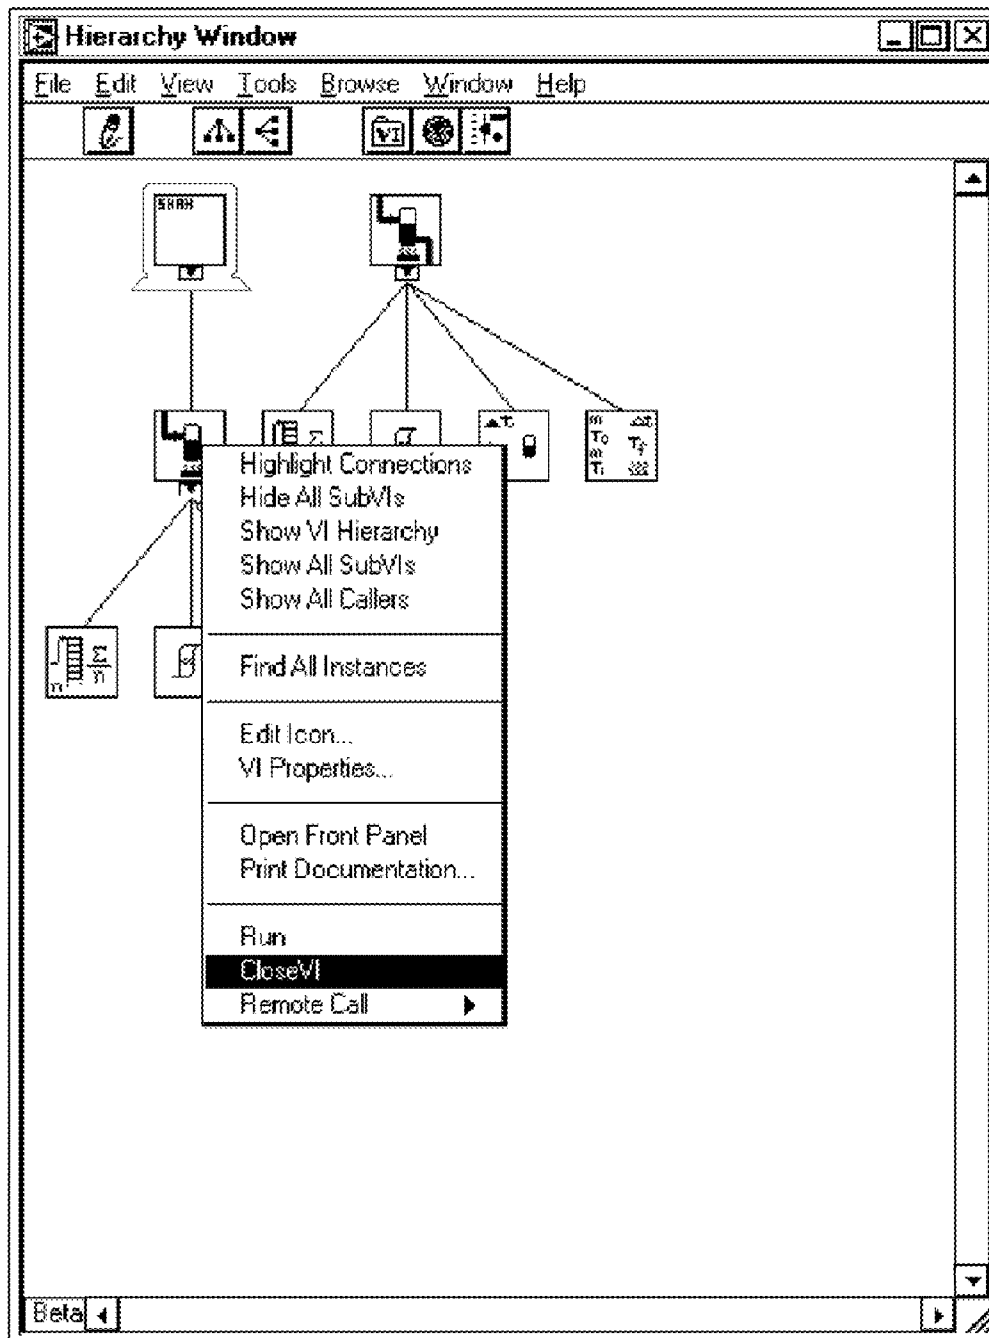 Hierarchy Window
File Edit View Tools Browse Window Help
VI
Highlight Connections
Hide All SubVIs
Show VI Hierarchy
Show All SubVIs
Show All Callers
Find All Instances
Edit Icon...
VI Properties...
Open Front Panel
Print Documentation...
Run
CloseVI
Remote Call
Σ
n
Beta